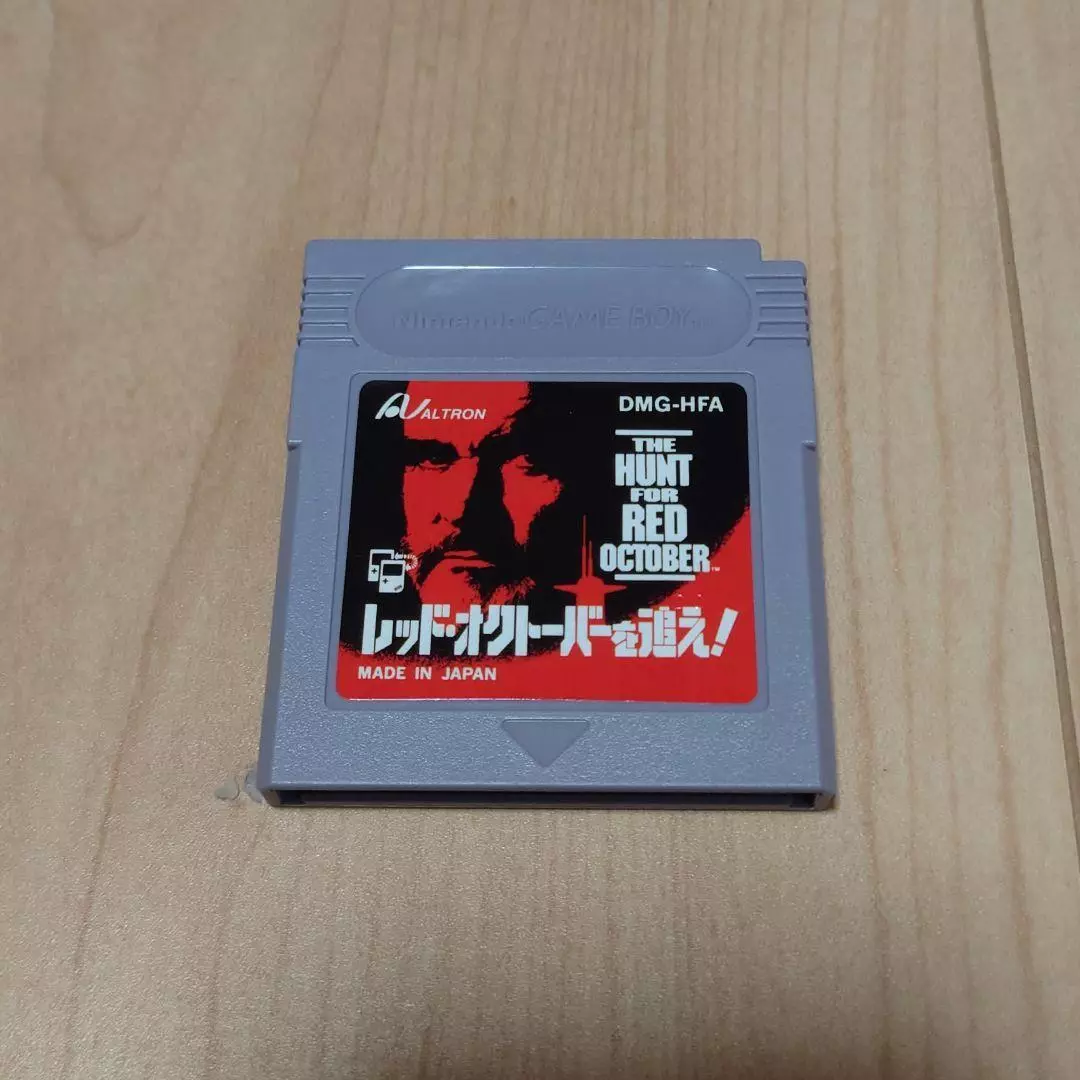 Nintendo GAME BOY
ALTRON
DMG-HFA
THE
HUNT
FOR
RED
OCTOBER™
レッド・オクトーバーを追え!
MADE IN JAPAN